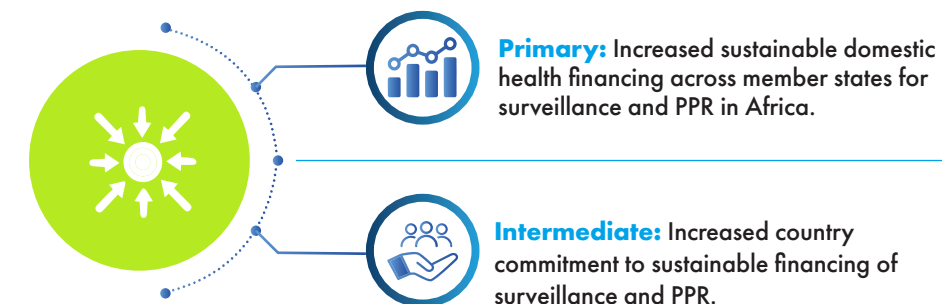 Primary: Increased sustainable domestic
health financing across member states for
surveillance and PPR in Africa.
Intermediate: Increased country
commitment to sustainable financing of
surveillance and PPR.